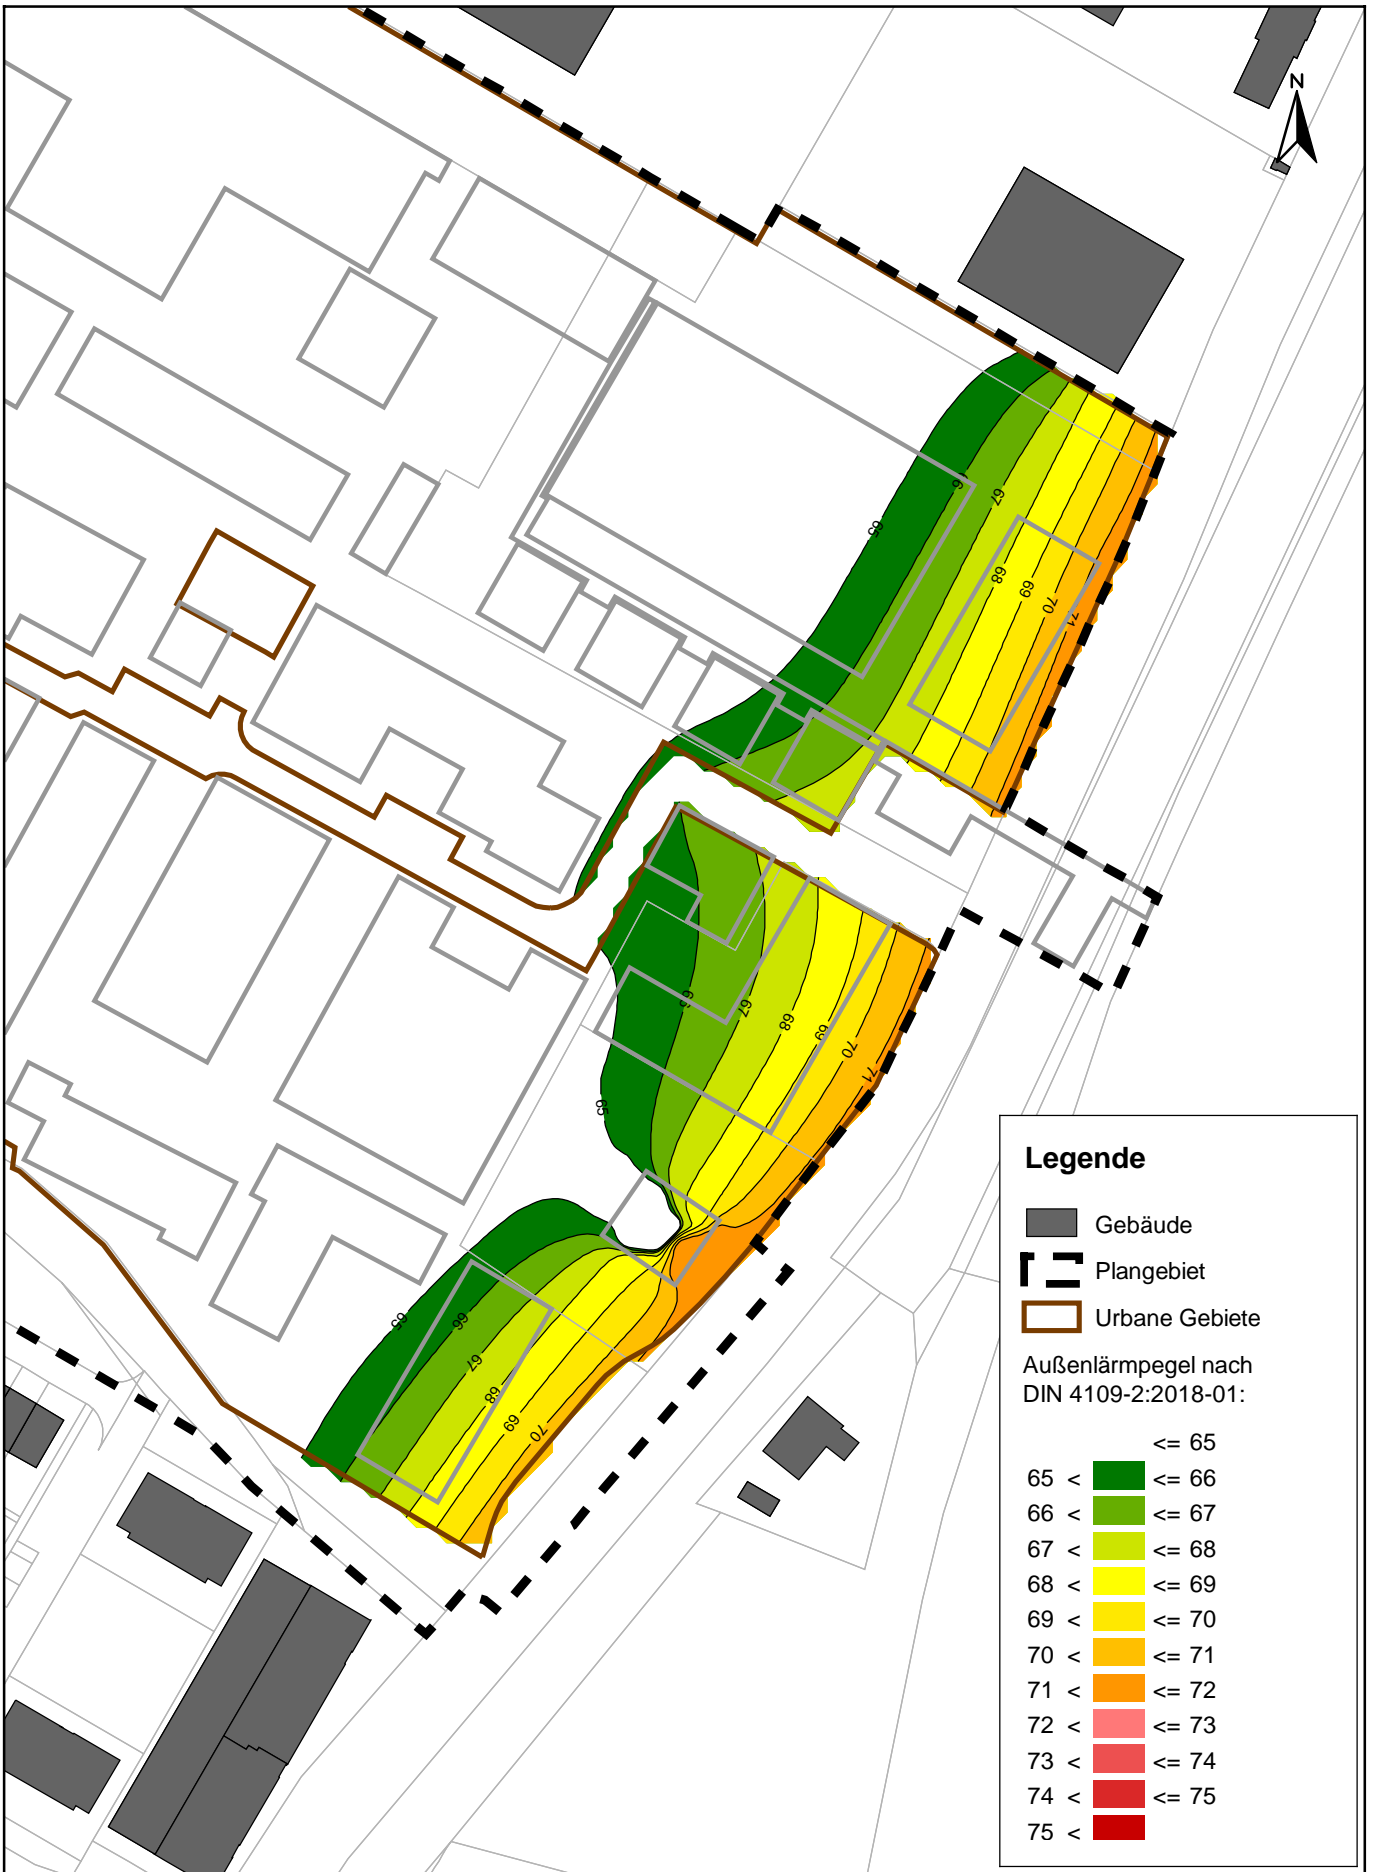 N
65
6
67
68
69
70
71
65
67
68
69
70
71
65
65
66
67
68
69
70
Legende
Gebäude
Plangebiet
Urbane Gebiete
Außenlärmpegel nach
DIN 4109-2:2018-01:
<= 65
65 < <= 66
66 < <= 67
67 < <= 68
68 < <= 69
69 < <= 70
70 < <= 71
71 < <= 72
72 < <= 73
73 < <= 74
74 < <= 75
75 <